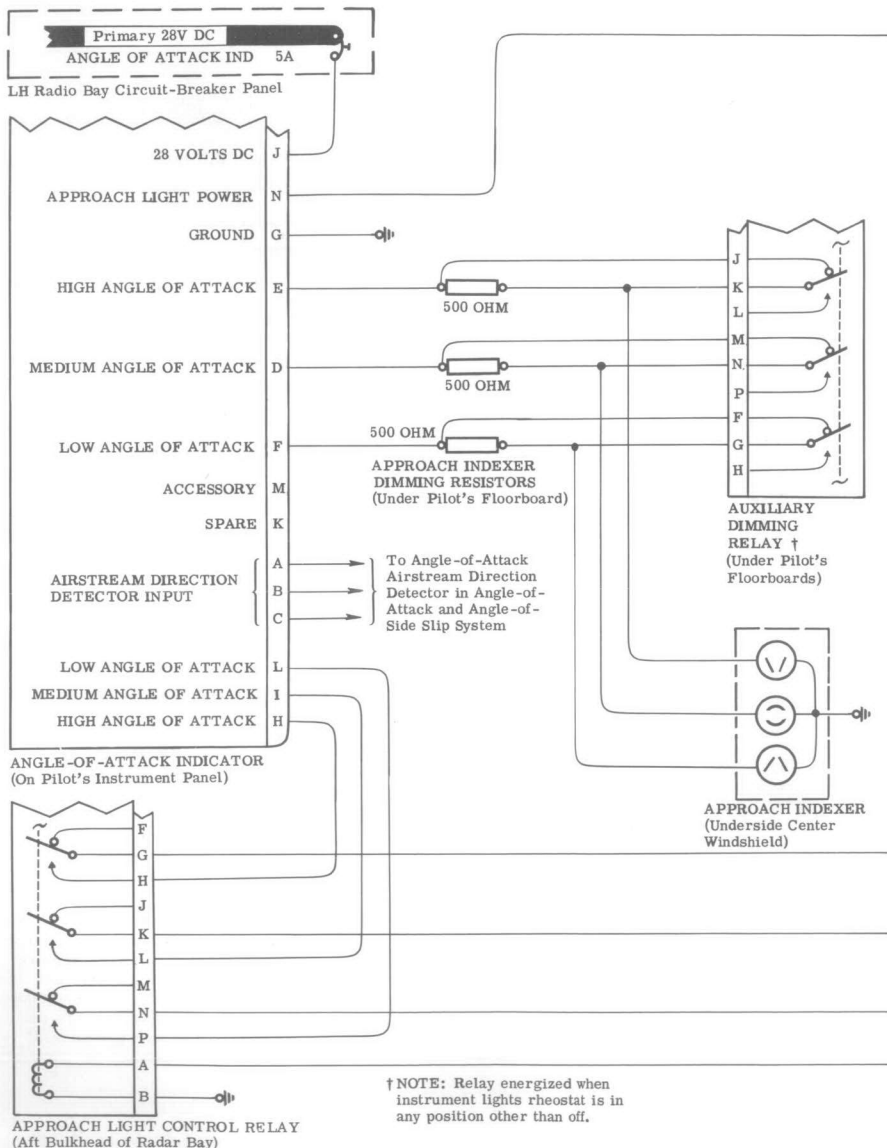 Primary 28V DC
ANGLE OF ATTACK IND 5A
LH Radio Bay Circuit-Breaker Panel
28 VOLTS DC J
APPROACH LIGHT POWER N
GROUND G
HIGH ANGLE OF ATTACK E
500 OHM
MEDIUM ANGLE OF ATTACK D
500 OHM
LOW ANGLE OF ATTACK F
500 OHM
APPROACH INDEXER
DIMMING RESISTORS
(Under Pilot's Floorboard)
ACCESSORY M
SPARE K
AIRSTREAM DIRECTION
DETECTOR INPUT
A
B
C
To Angle-of-Attack
Airstream Direction
Detector in Angle-of-
Attack and Angle-of-
Side Slip System
LOW ANGLE OF ATTACK L
MEDIUM ANGLE OF ATTACK I
HIGH ANGLE OF ATTACK H
ANGLE-OF-ATTACK INDICATOR
(On Pilot's Instrument Panel)
J
K
L
M
N
P
F
G
H
AUXILIARY
DIMMING
RELAY †
(Under Pilot's
Floorboards)
APPROACH INDEXER
(Underside Center
Windshield)
F
G
H
J
K
L
M
N
P
A
B
APPROACH LIGHT CONTROL RELAY
(Aft Bulkhead of Radar Bay)
† NOTE: Relay energized when
instrument lights rheostat is in
any position other than off.